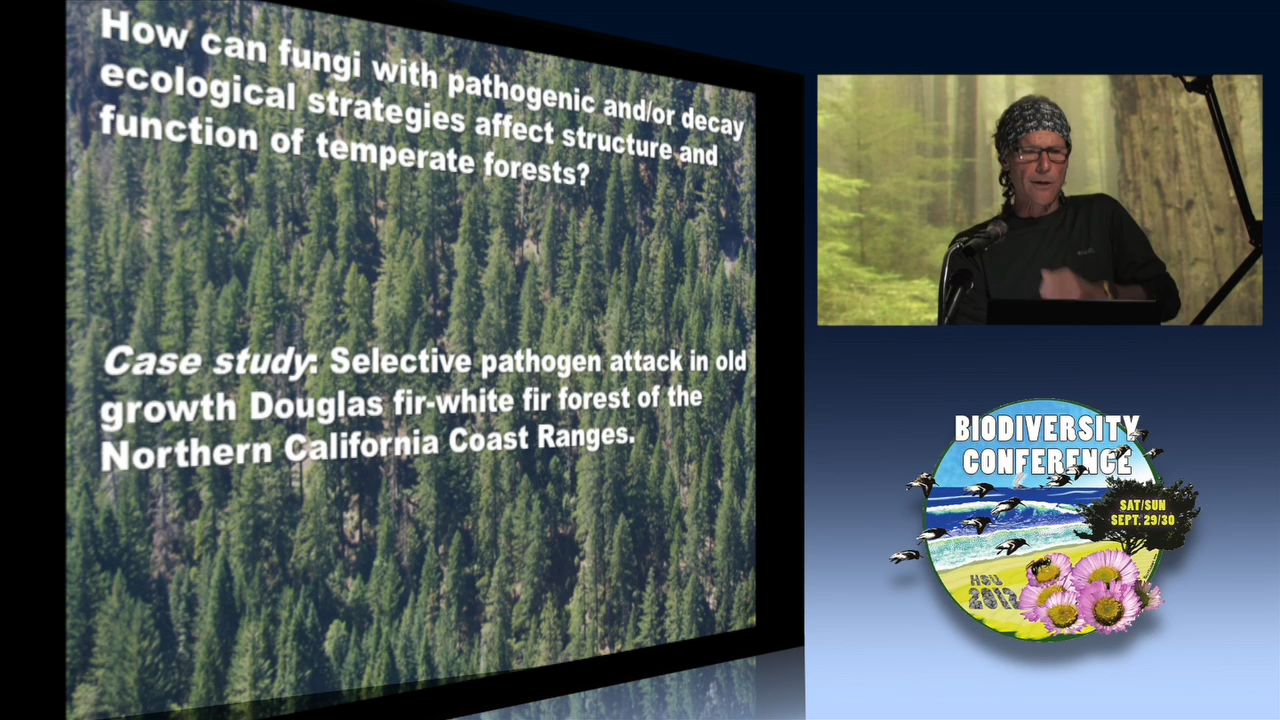 How can fungi with pathogenic and/or decay
ecological strategies affect structure and
function of temperate forests?
Case study: Selective pathogen attack in old
growth Douglas fir-white fir forest of the
Northern California Coast Ranges.
BIODIVERSITY
CONFERENCE
SAT/SUN
SEPT. 29/30
HSU
2012